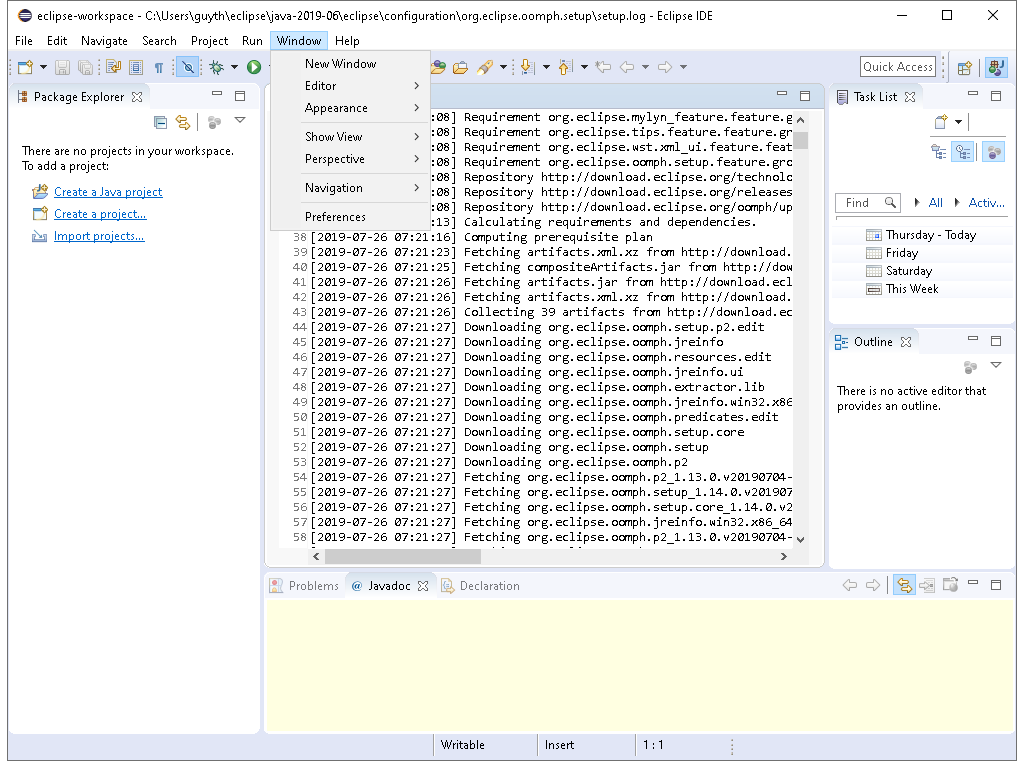 eclipse-workspace - C:\Users\guyth\eclipse\java-2019-06\eclipse\configuration\org.eclipse.oomph.setup\setup.log - Eclipse IDE
File Edit Navigate Search Project Run Window Help
Quick Access
New Window
Editor
Appearance
Show View
Perspective
Navigation
Preferences
Package Explorer
There are no projects in your workspace.
To add a project:
Create a Java project
Create a project...
Import projects...
:08] Requirement org.eclipse.mylyn_feature.feature.g
:08] Requirement org.eclipse.tips.feature.feature.gr
:08] Requirement org.eclipse.wst.xml_ui.feature.feat
:08] Requirement org.eclipse.oomph.setup.feature.gro
:08] Repository http://download.eclipse.org/technolo
:08] Repository http://download.eclipse.org/releases
:08] Repository http://download.eclipse.org/oomph/up
:13] Calculating requirements and dependencies.
38 [2019-07-26 07:21:16] Computing prerequisite plan
39 [2019-07-26 07:21:23] Fetching artifacts.xml.xz from http://download.
40 [2019-07-26 07:21:25] Fetching compositeArtifacts.jar from http://dow
41 [2019-07-26 07:21:26] Fetching artifacts.jar from http://download.ecl
42 [2019-07-26 07:21:26] Fetching artifacts.xml.xz from http://download.
43 [2019-07-26 07:21:26] Collecting 39 artifacts from http://download.ec
44 [2019-07-26 07:21:27] Downloading org.eclipse.oomph.setup.p2.edit
45 [2019-07-26 07:21:27] Downloading org.eclipse.oomph.jreinfo
46 [2019-07-26 07:21:27] Downloading org.eclipse.oomph.resources.edit
47 [2019-07-26 07:21:27] Downloading org.eclipse.oomph.jreinfo.ui
48 [2019-07-26 07:21:27] Downloading org.eclipse.oomph.extractor.lib
49 [2019-07-26 07:21:27] Downloading org.eclipse.oomph.jreinfo.win32.x86
50 [2019-07-26 07:21:27] Downloading org.eclipse.oomph.predicates.edit
51 [2019-07-26 07:21:27] Downloading org.eclipse.oomph.setup.core
52 [2019-07-26 07:21:27] Downloading org.eclipse.oomph.setup
53 [2019-07-26 07:21:27] Downloading org.eclipse.oomph.p2
54 [2019-07-26 07:21:27] Fetching org.eclipse.oomph.p2_1.13.0.v20190704-
55 [2019-07-26 07:21:27] Fetching org.eclipse.oomph.setup_1.14.0.v201907
56 [2019-07-26 07:21:27] Fetching org.eclipse.oomph.setup.core_1.14.0.v2
57 [2019-07-26 07:21:27] Fetching org.eclipse.oomph.jreinfo.win32.x86_64
58 [2019-07-26 07:21:27] Fetching org.eclipse.oomph.p2_1.13.0.v20190704-
Task List
Find All Activ...
Thursday - Today
Friday
Saturday
This Week
Outline
There is no active editor that
provides an outline.
Problems @ Javadoc Declaration
Writable Insert 1 : 1